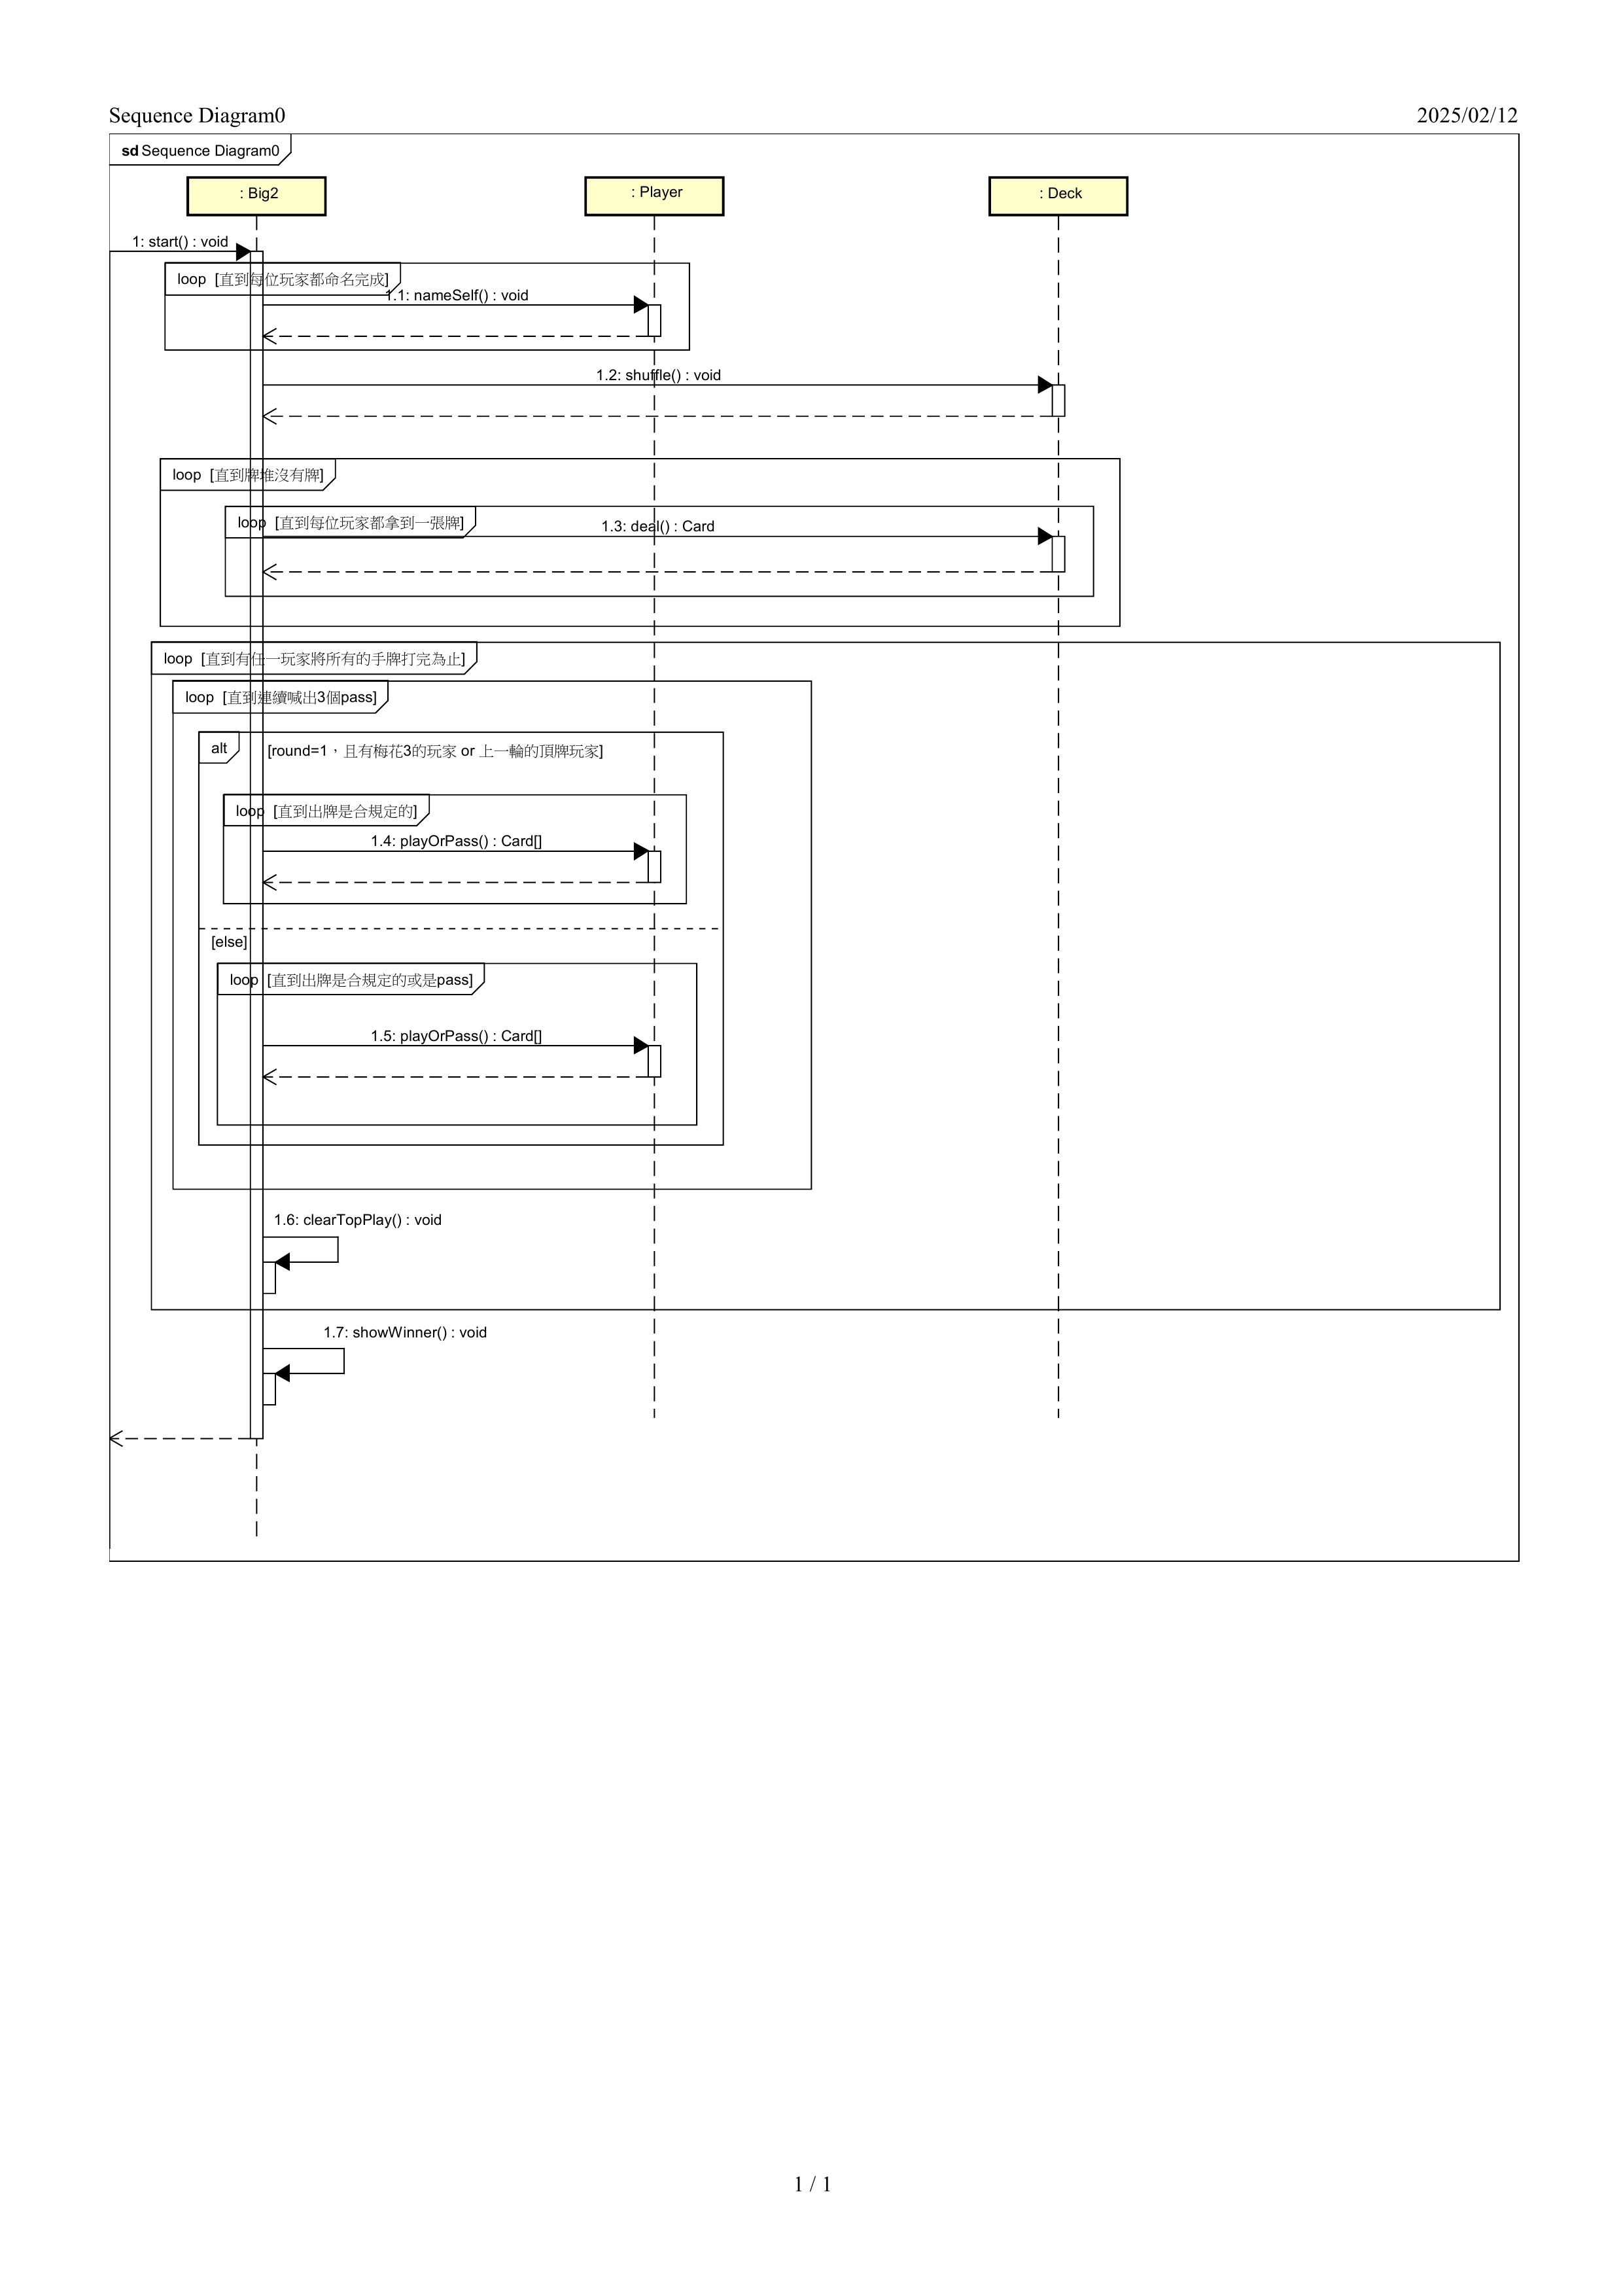 Sequence Diagram0 2025/02/12
sd Sequence Diagram0
: Big2 : Player : Deck
1: start() : void
loop [直到每位玩家都命名完成]
1.1: nameSelf() : void
1.2: shuffle() : void
loop [直到牌堆沒有牌]
loop [直到每位玩家都拿到一張牌]
1.3: deal() : Card
loop [直到有任一玩家將所有的手牌打完為止]
loop [直到連續喊出3個pass]
alt [round=1，且有梅花3的玩家 or 上一輪的頂牌玩家]
loop [直到出牌是合規定的]
1.4: playOrPass() : Card[]
[else]
loop [直到出牌是合規定的或是pass]
1.5: playOrPass() : Card[]
1.6: clearTopPlay() : void
1.7: showWinner() : void
1 / 1